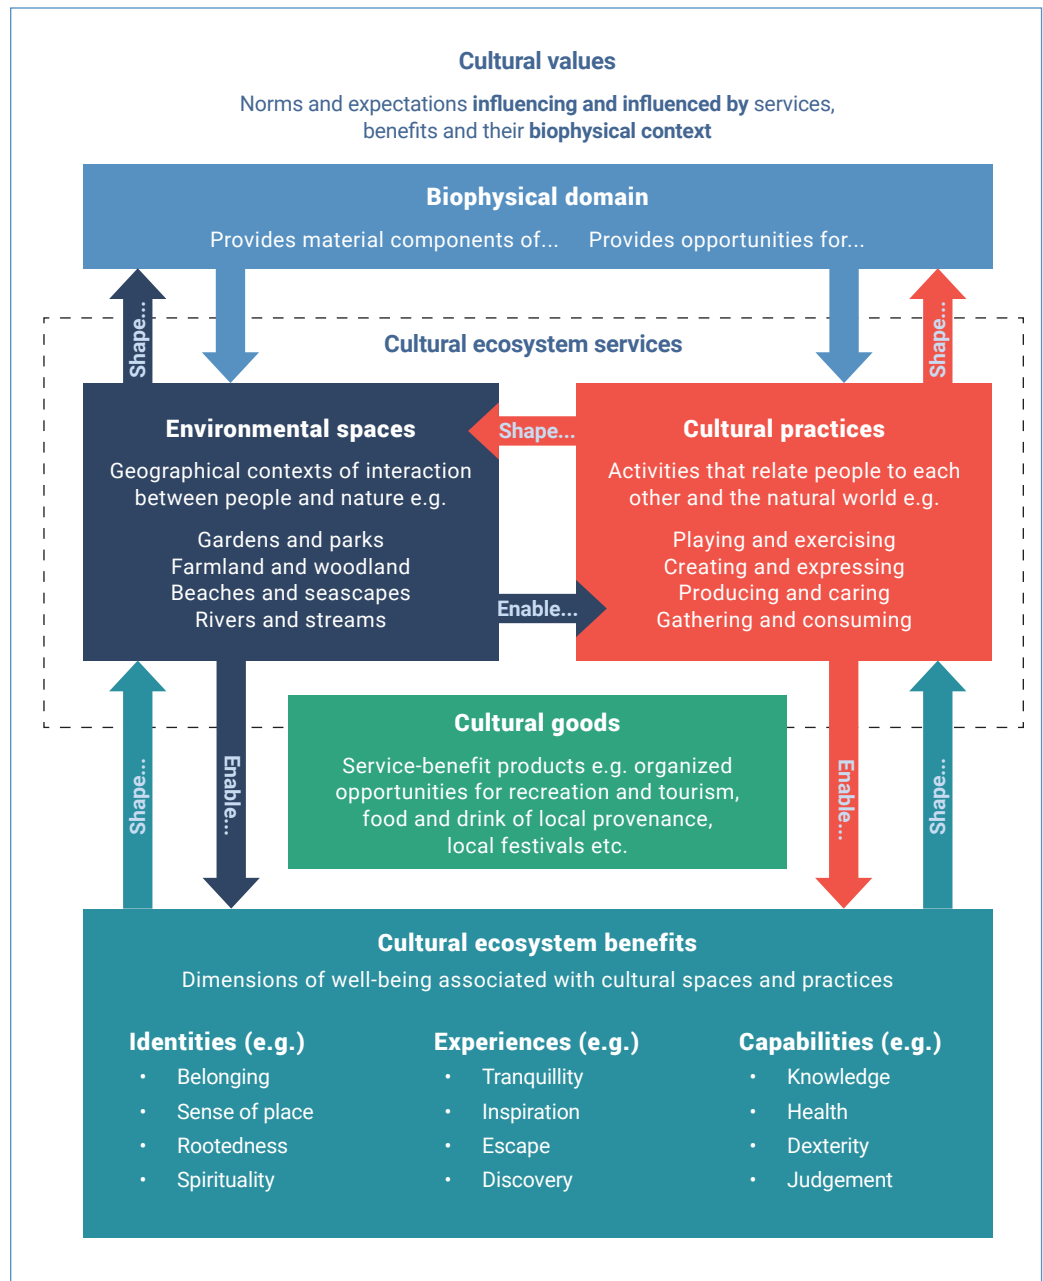 Cultural values
Norms and expectations influencing and influenced by services,
benefits and their biophysical context
Biophysical domain
Provides material components of... Provides opportunities for...
Shape...
Shape...
Cultural ecosystem services
Environmental spaces
Geographical contexts of interaction
between people and nature e.g.
Gardens and parks
Farmland and woodland
Beaches and seascapes
Rivers and streams
Shape...
Enable...
Cultural practices
Activities that relate people to each
other and the natural world e.g.
Playing and exercising
Creating and expressing
Producing and caring
Gathering and consuming
Shape...
Enable...
Cultural goods
Service-benefit products e.g. organized
opportunities for recreation and tourism,
food and drink of local provenance,
local festivals etc.
Enable...
Shape...
Cultural ecosystem benefits
Dimensions of well-being associated with cultural spaces and practices
Identities (e.g.)
• Belonging
• Sense of place
• Rootedness
• Spirituality
Experiences (e.g.)
• Tranquillity
• Inspiration
• Escape
• Discovery
Capabilities (e.g.)
• Knowledge
• Health
• Dexterity
• Judgement